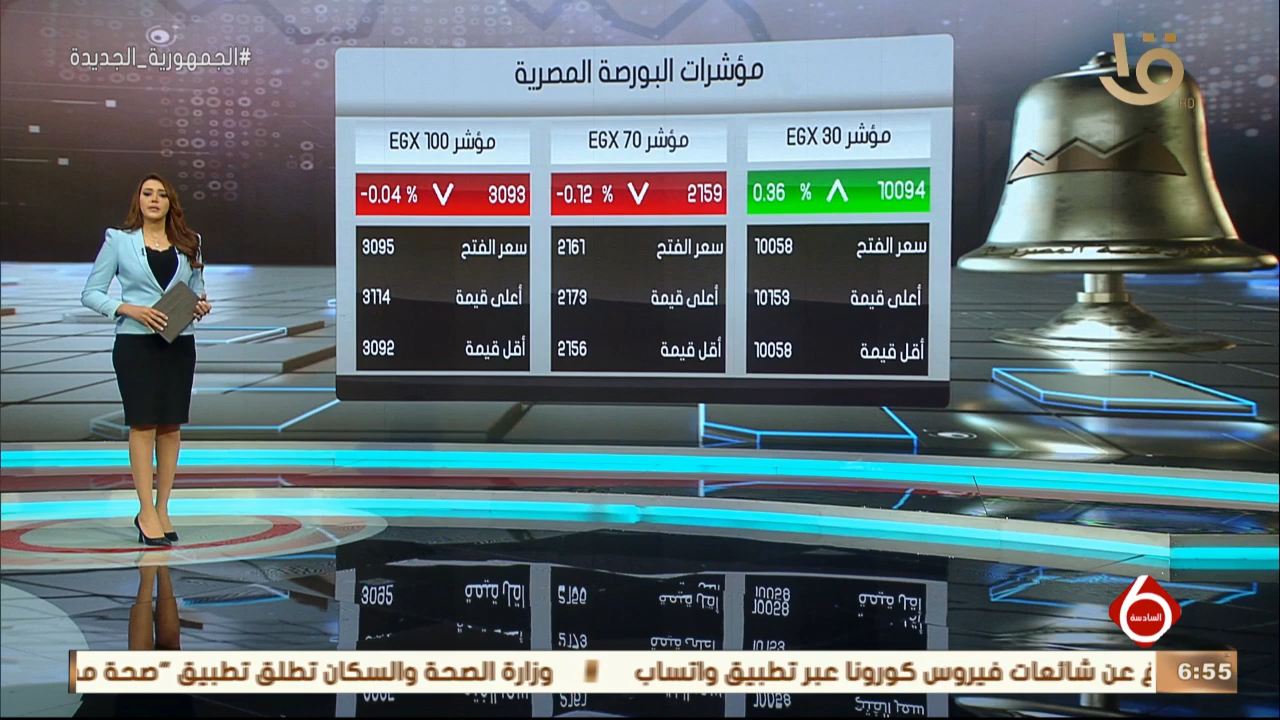 #الجمهورية_الجديدة
HD
مؤشرات البورصة المصرية
مؤشر EGX 30
10094 % 0.36
سعر الفتح 10058
أعلى قيمة 10153
أقل قيمة 10058
مؤشر EGX 70
2159 -0.12 %
سعر الفتح 2161
أعلى قيمة 2173
أقل قيمة 2156
مؤشر EGX 100
3093 -0.04 %
سعر الفتح 3095
أعلى قيمة 3114
أقل قيمة 3092
6
السادسة
عن شائعات فيروس كورونا عبر تطبيق واتساب وزارة الصحة والسكان تطلق تطبيق "صحة
6:55